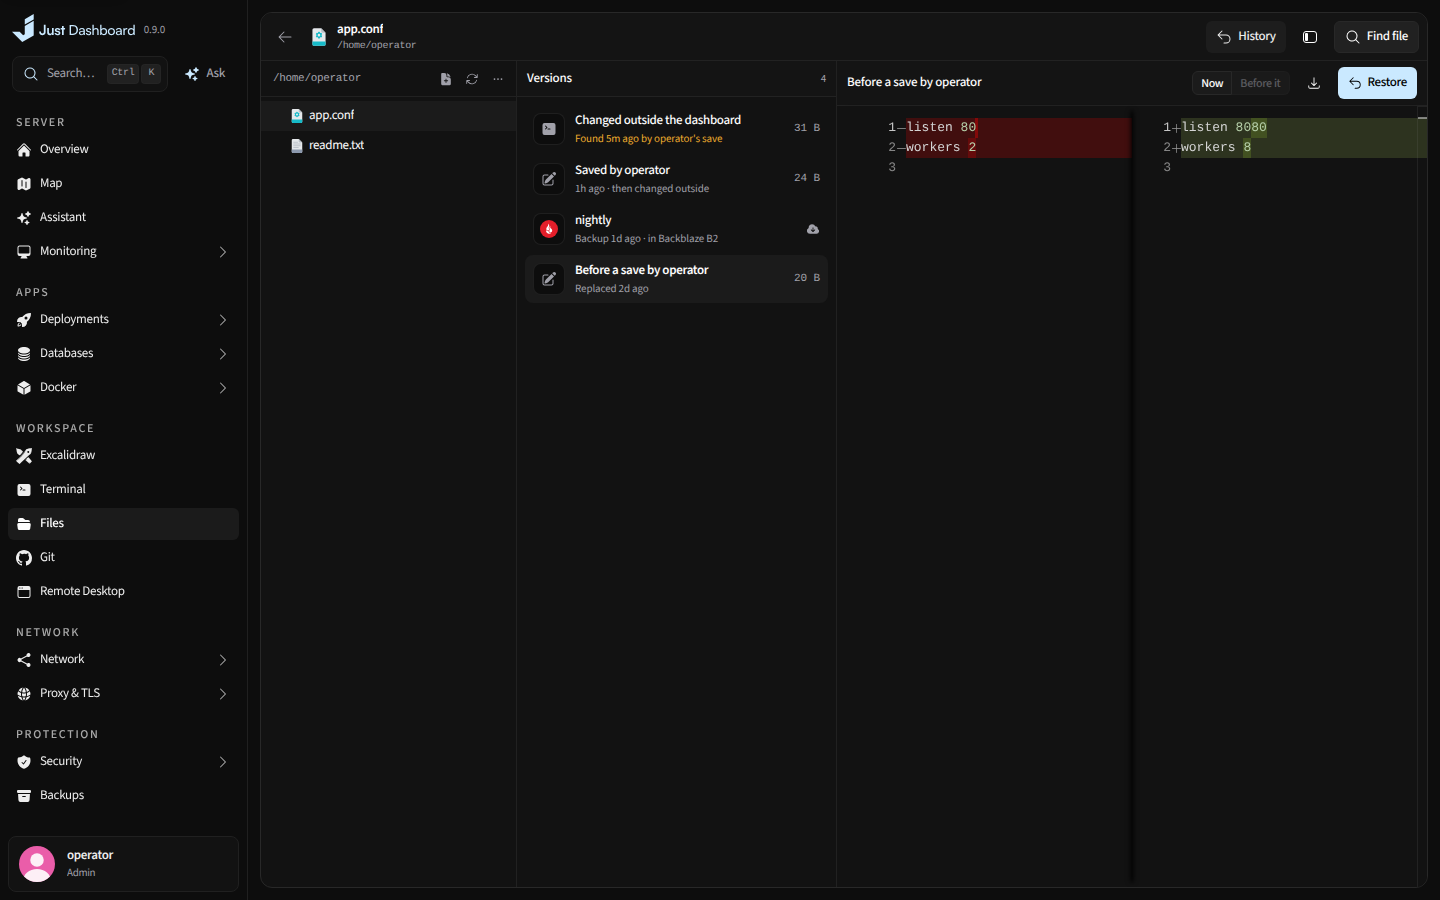 Just Dashboard 0.9.0
Search… Ctrl K Ask
SERVER
Overview
Map
Assistant
Monitoring
APPS
Deployments
Databases
Docker
WORKSPACE
Excalidraw
Terminal
Files
Git
Remote Desktop
NETWORK
Network
Proxy & TLS
PROTECTION
Security
Backups
operator
Admin
app.conf
/home/operator
History
Find file
/home/operator
app.conf
readme.txt
Versions 4
Changed outside the dashboard
Found 5m ago by operator's save
31 B
Saved by operator
1h ago · then changed outside
24 B
nightly
Backup 1d ago · in Backblaze B2
Before a save by operator
Replaced 2d ago
20 B
Before a save by operator
Now Before it
Restore
1 listen 80
2 workers 2
3
1 listen 8080
2 workers 8
3